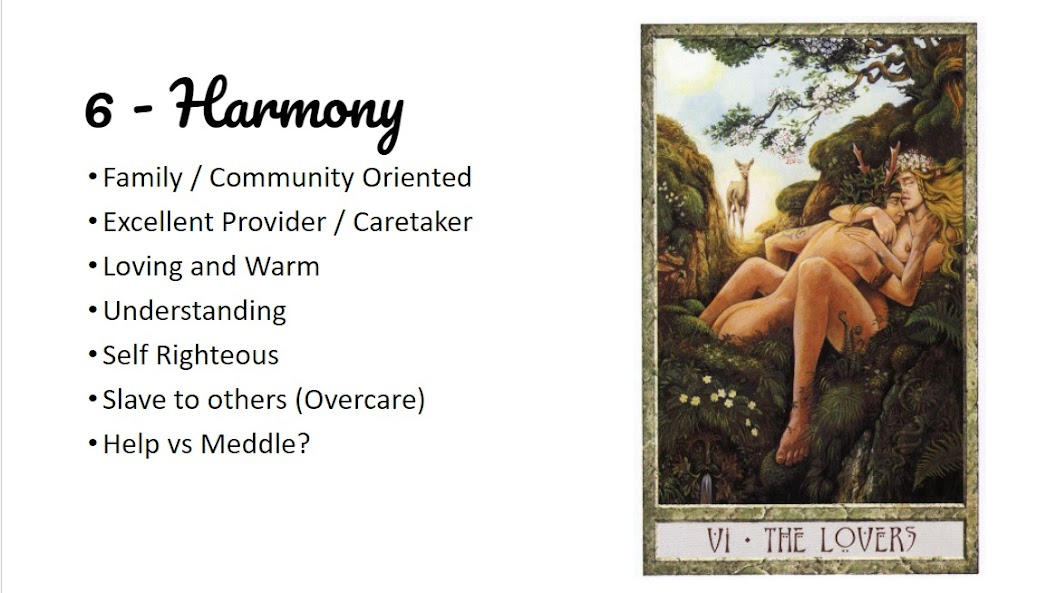 6 - Harmony
• Family / Community Oriented
• Excellent Provider / Caretaker
• Loving and Warm
• Understanding
• Self Righteous
• Slave to others (Overcare)
• Help vs Meddle?
VI • THE LOVERS